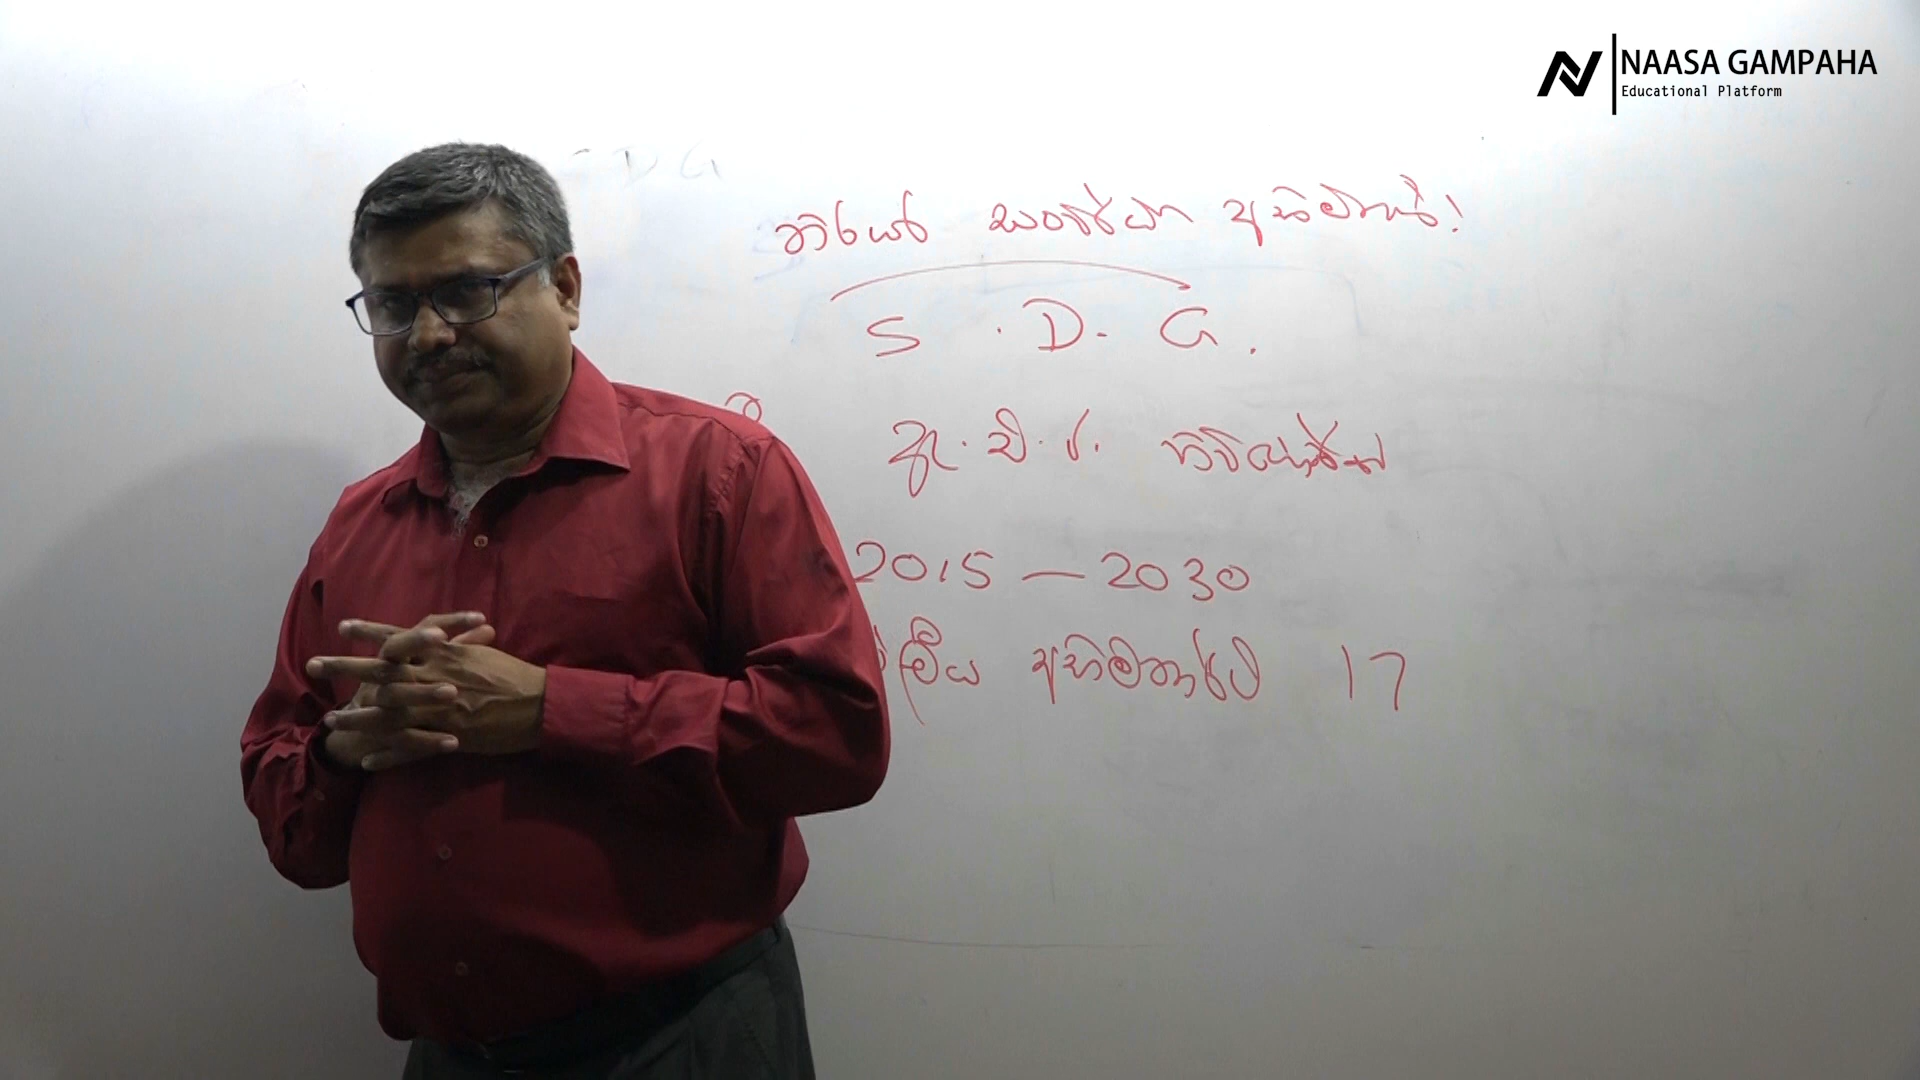 NAASA GAMPAHA
Educational Platform
තිරසර සංවර්ධන අභිමතාර්ථ!
S . D. G.
2015 – 2030
අභිමතාර්ථ 17